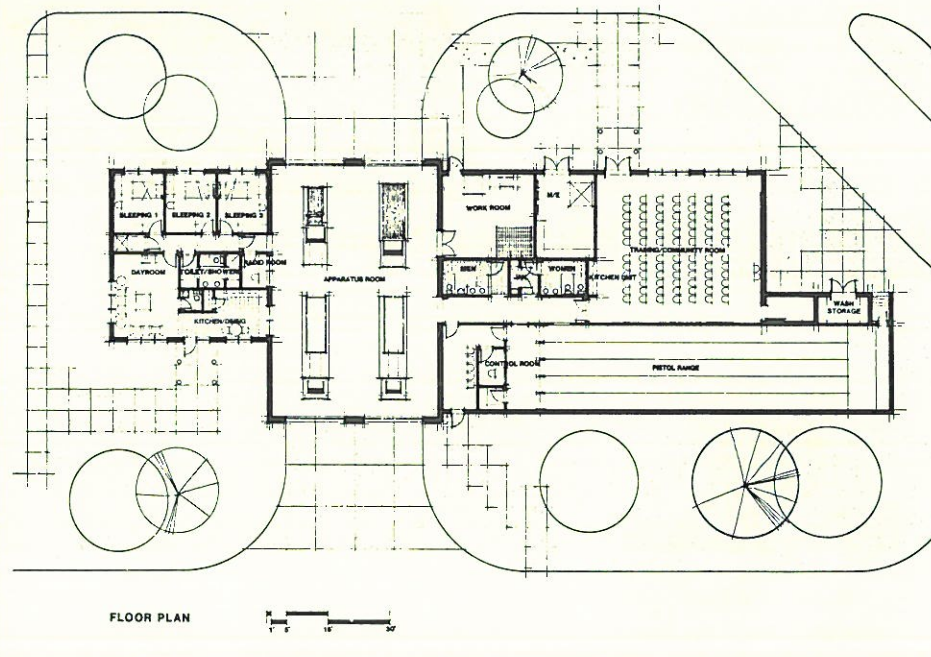 SLEEPING 1
SLEEPING 2
SLEEPING 3
WORK ROOM
M/E
TRAINING/COMMUNITY ROOM
DAYROOM
TOILET/SHOWER
RADIO ROOM
APPARATUS ROOM
MEN
JAN
WOMEN
KITCHEN UNIT
KITCHEN/DINING
WASH
STORAGE
CONTROL ROOM
PISTOL RANGE
FLOOR PLAN
1' 5' 15' 30'